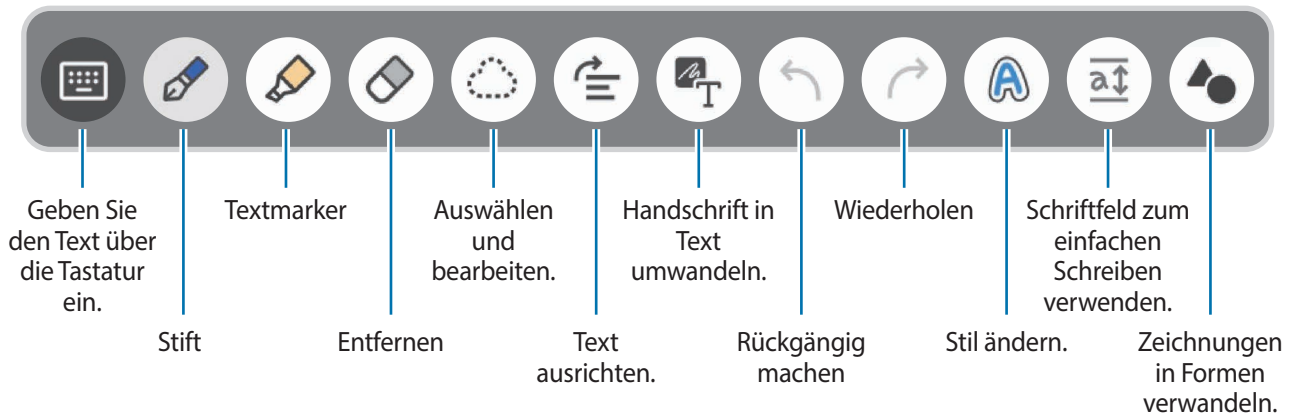 Geben Sie
den Text über
die Tastatur
ein.
Stift
Textmarker
Entfernen
Auswählen
und
bearbeiten.
Text
ausrichten.
Handschrift in
Text
umwandeln.
Rückgängig
machen
Wiederholen
Stil ändern.
Schriftfeld zum
einfachen
Schreiben
verwenden.
Zeichnungen
in Formen
verwandeln.